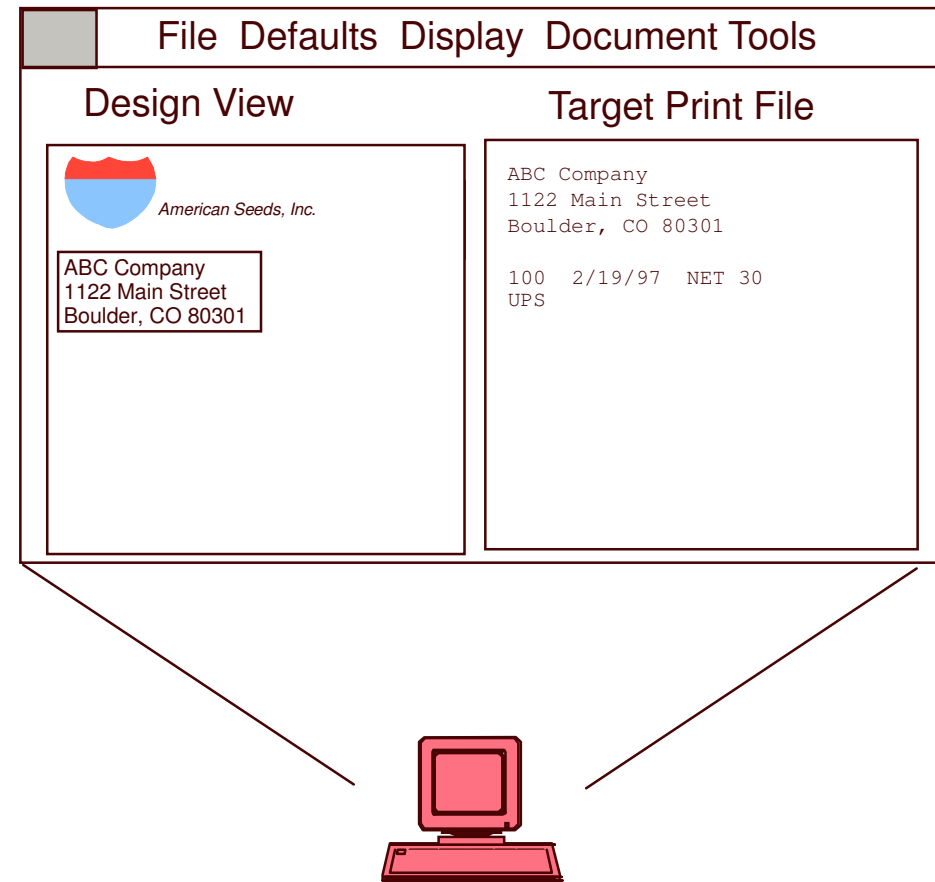 File Defaults Display Document Tools
Design View
Target Print File
American Seeds, Inc.
ABC Company
1122 Main Street
Boulder, CO 80301
ABC Company
1122 Main Street
Boulder, CO 80301
100 2/19/97 NET 30
UPS